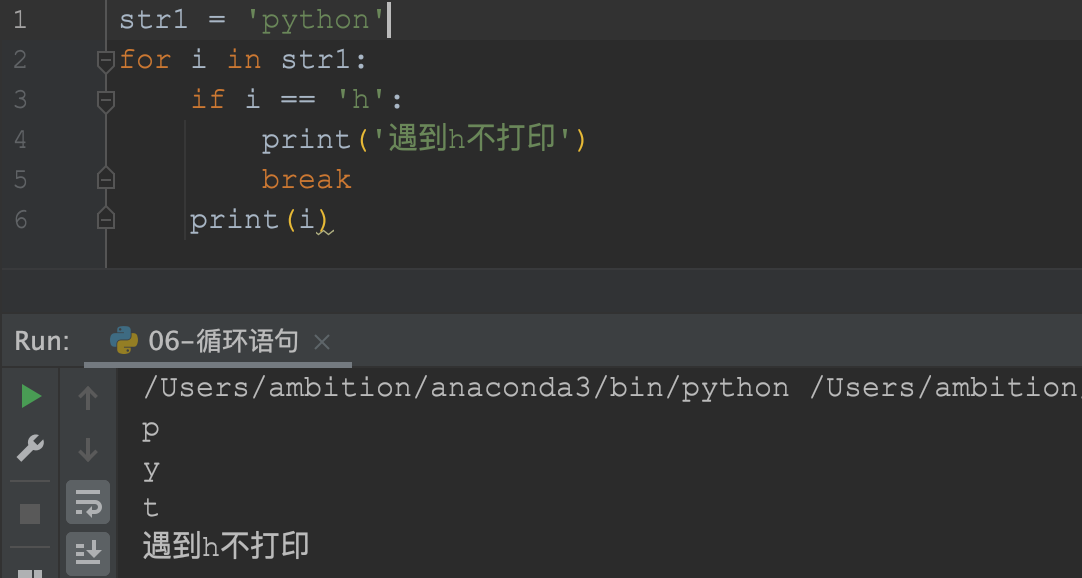 1 str1 = 'python'
2 for i in str1:
3     if i == 'h':
4         print('遇到h不打印')
5         break
6     print(i)
Run: 06-循环语句
/Users/ambition/anaconda3/bin/python /Users/ambition
p
y
t
遇到h不打印